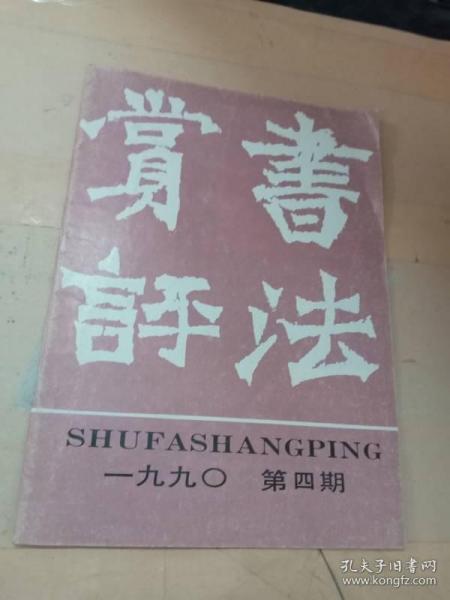 書法
賞評
SHUFASHANGPING
一九九〇 第四期
孔夫子旧书网
www.kongfz.com